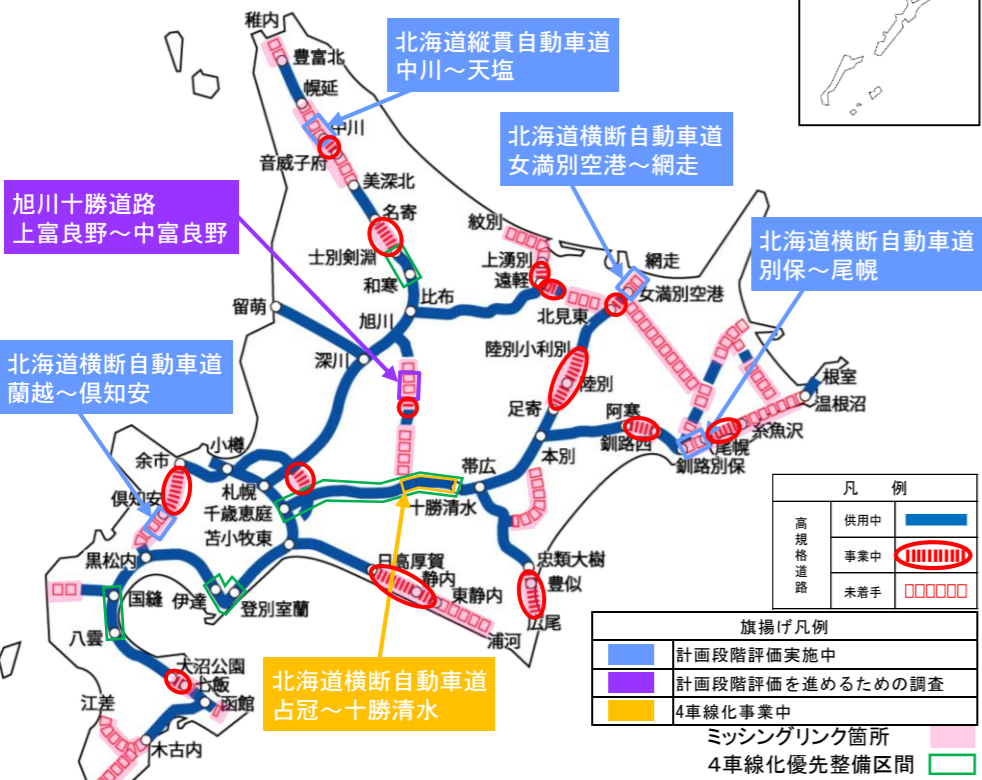 稚内
豊富北
幌延
北海道縦貫自動車道
中川～天塩
中川
音威子府
美深北
名寄
士別剣淵
和寒
比布
旭川
留萌
深川
北海道横断自動車道
女満別空港～網走
旭川十勝道路
上富良野～中富良野
紋別
上湧別
遠軽
北見東
網走
女満別空港
北海道横断自動車道
別保～尾幌
陸別小利別
陸別
足寄
本別
阿寒
釧路西
釧路別保
尾幌
糸魚沢
根室
温根沼
北海道横断自動車道
蘭越～倶知安
余市
小樽
倶知安
札幌
千歳恵庭
苫小牧東
黒松内
国縫
伊達
登別室蘭
八雲
大沼公園
七飯
函館
江差
木古内
帯広
十勝清水
日高厚賀
静内
東静内
浦河
忠類大樹
豊似
広尾
北海道横断自動車道
占冠～十勝清水
凡 例
高規格道路
供用中
事業中
未着手
旗揚げ凡例
計画段階評価実施中
計画段階評価を進めるための調査
4車線化事業中
ミッシングリンク箇所
4車線化優先整備区間